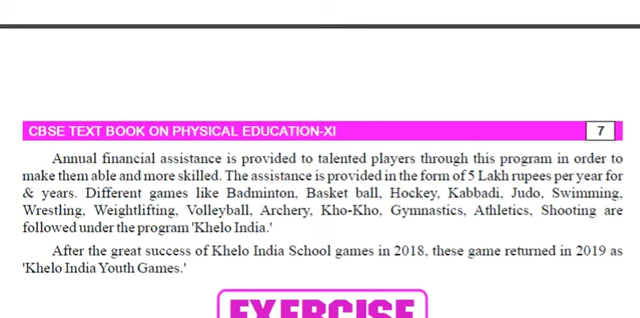 CBSE TEXT BOOK ON PHYSICAL EDUCATION-XI 7
Annual financial assistance is provided to talented players through this program in order to
make them able and more skilled. The assistance is provided in the form of 5 Lakh rupees per year for
& years. Different games like Badminton, Basket ball, Hockey, Kabbadi, Judo, Swimming,
Wrestling, Weightlifting, Volleyball, Archery, Kho-Kho, Gymnastics, Athletics, Shooting are
followed under the program 'Khelo India.'
After the great success of Khelo India School games in 2018, these game returned in 2019 as
'Khelo India Youth Games.'
EXERCISE